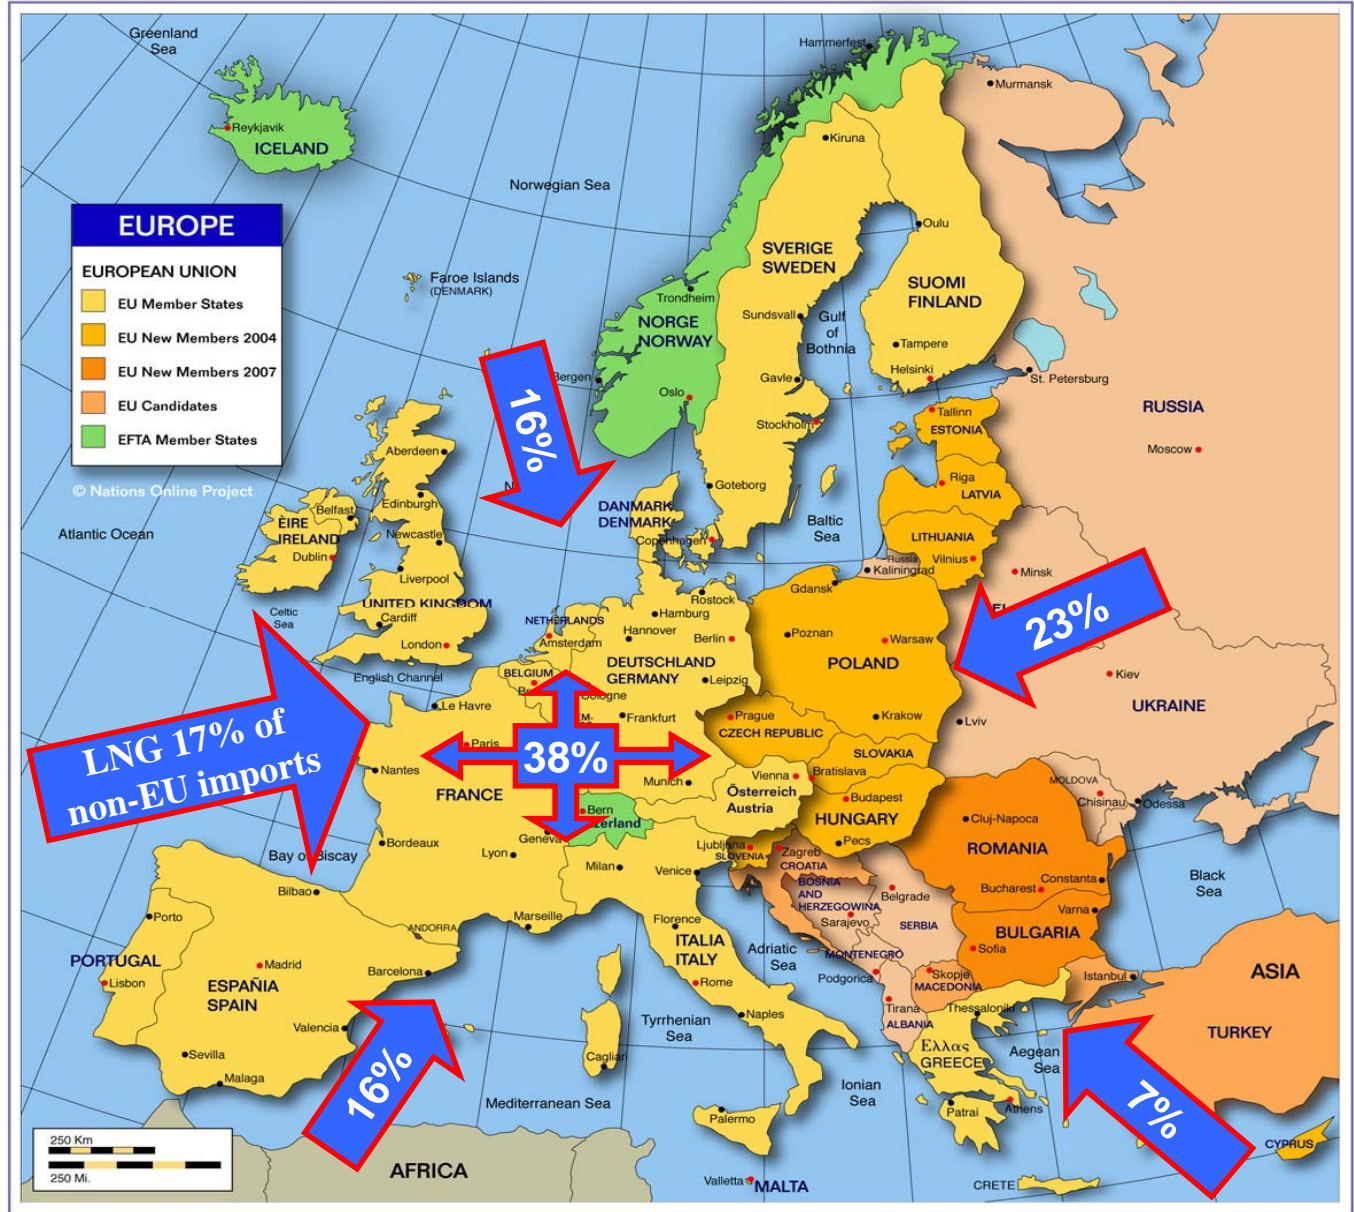 Greenland
Sea
Hammerfest
Murmansk
Reykjavik
ICELAND
Kiruna
Norwegian Sea
EUROPE
EUROPEAN UNION
EU Member States
EU New Members 2004
EU New Members 2007
EU Candidates
EFTA Member States
© Nations Online Project
Faroe Islands
(DENMARK)
Oulu
SVERIGE
SWEDEN
SUOMI
FINLAND
Trondheim
NORGE
NORWAY
Sundsvall
Gulf
of
Bothnia
Tampere
Helsinki
Bergen
Gavle
St. Petersburg
Oslo
16%
Stockholm
Tallinn
ESTONIA
RUSSIA
Moscow
Aberdeen
Riga
LATVIA
Goteborg
Edinburgh
Belfast
ÈIRE
IRELAND
Dublin
Newcastle
DANMARK
DENMARK
Copenhagen
Baltic
Sea
LITHUANIA
Vilnius
Russia
Kaliningrad
Minsk
Atlantic Ocean
Liverpool
Gdansk
Rostock
UNITED KINGDOM
Cardiff
London
Celtic
Sea
NETHERLANDS
Amsterdam
Hamburg
Hannover
Berlin
Poznan
Warsaw
23%
English Channel
BELGIUM
DEUTSCHLAND
GERMANY
Leipzig
POLAND
Kiev
UKRAINE
Le Havre
Cologne
Frankfurt
Prague
CZECH REPUBLIC
Krakow
Lviv
LNG 17% of
non-EU imports
Paris
38%
SLOVAKIA
Nantes
FRANCE
Munich
Vienna
Bratislava
Österreich
Austria
Budapest
HUNGARY
MOLDOVA
Chisinau
Odessa
Bern
Geneva
Pecs
Cluj-Napoca
ROMANIA
Bay of Biscay
Bordeaux
Lyon
Milan
Venice
Ljubljana
SLOVENIA
Zagreb
CROATIA
BOSNIA
AND
HERZEGOWINA
Sarajevo
Belgrade
SERBIA
Bucharest
Constanta
Black
Sea
Bilbao
Porto
Marseille
ANDORRA
Florence
ITALIA
ITALY
Adriatic
Sea
MONTENEGRO
Podgorica
Varna
BULGARIA
Sofia
PORTUGAL
Lisbon
Madrid
ESPAÑIA
SPAIN
Barcelona
Rome
Skopje
MACEDONIA
Istanbul
ASIA
Valencia
Tyrrhenian
Sea
Naples
Tirana
ALBANIA
Thessaloniki
TURKEY
Sevilla
Malaga
16%
Cagliari
Ελλας
GREECE
Aegean
Sea
Mediterranean Sea
Palermo
Ionian
Sea
Patrai
Athens
7%
CYPRUS
250 Km
250 Mi.
AFRICA
Valletta
MALTA
CRETE